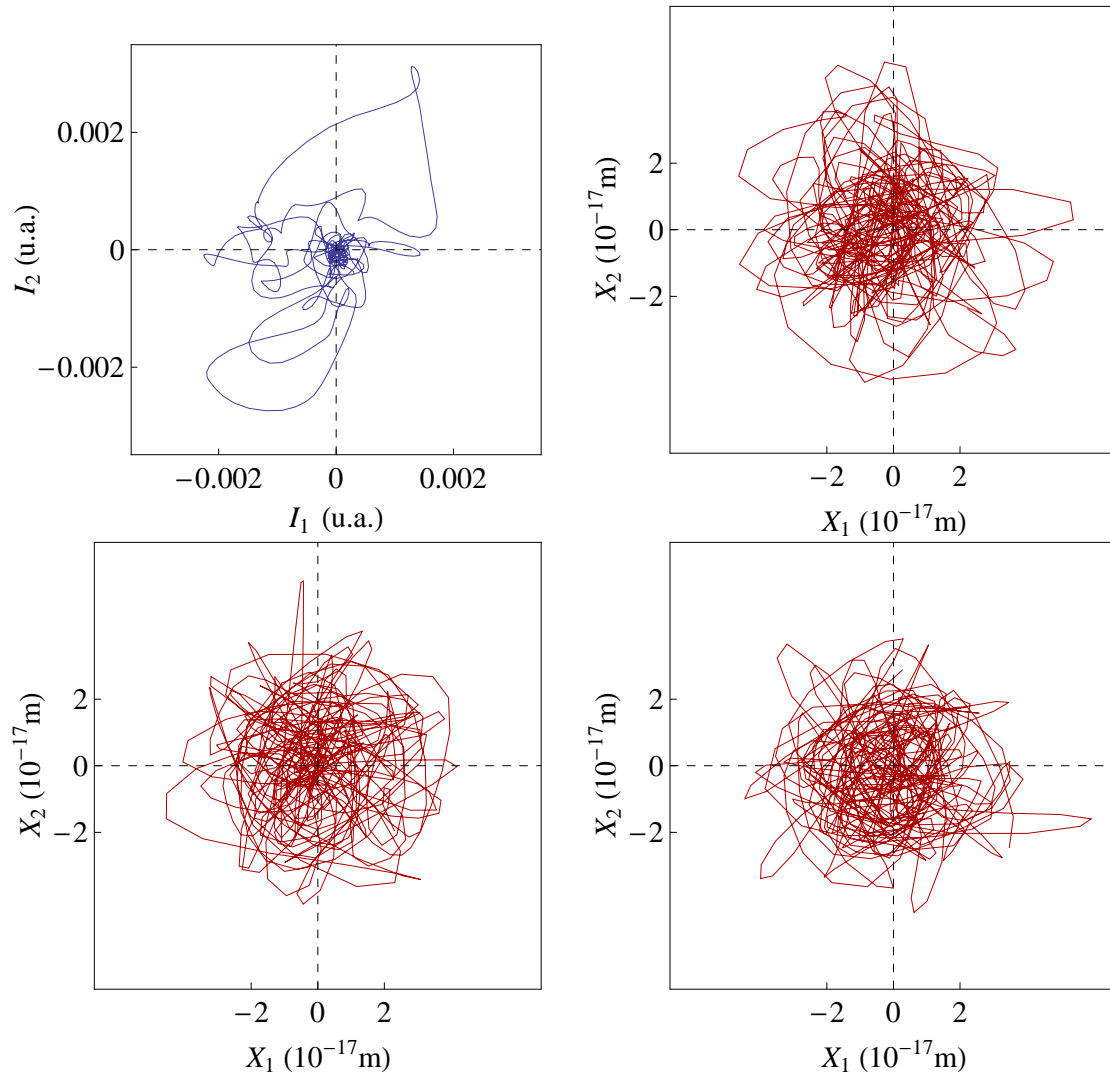 0.002
0
−0.002
I₂ (u.a.)
−0.002 0 0.002
I₁ (u.a.)
2
0
−2
X₂ (10⁻¹⁷m)
−2 0 2
X₁ (10⁻¹⁷m)
2
0
−2
X₂ (10⁻¹⁷m)
−2 0 2
X₁ (10⁻¹⁷m)
2
0
−2
X₂ (10⁻¹⁷m)
−2 0 2
X₁ (10⁻¹⁷m)